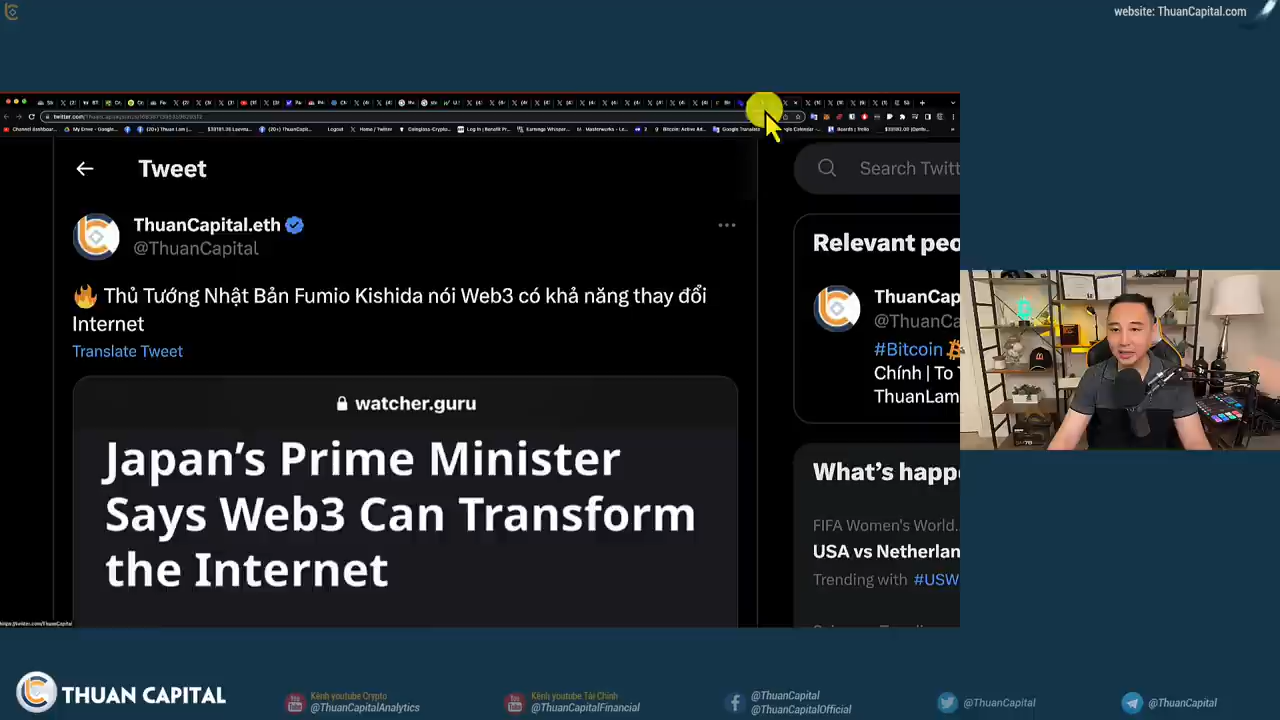 website: ThuanCapital.com
Tweet
Search Twitt
ThuanCapital.eth
@ThuanCapital
🔥 Thủ Tướng Nhật Bản Fumio Kishida nói Web3 có khả năng thay đổi
Internet
Translate Tweet
watcher.guru
Japan’s Prime Minister
Says Web3 Can Transform
the Internet
Relevant peo
ThuanCap
@ThuanCa
#Bitcoin
Chính | To
ThuanLam
What’s happe
FIFA Women's World.
USA vs Netherlan
Trending with #USW
THUAN CAPITAL
Kênh youtube Crypto
@ThuanCapitalAnalytics
Kênh youtube Tài Chính
@ThuanCapitalFinancial
@ThuanCapital
@ThuanCapitalOfficial
@ThuanCapital
@ThuanCapital